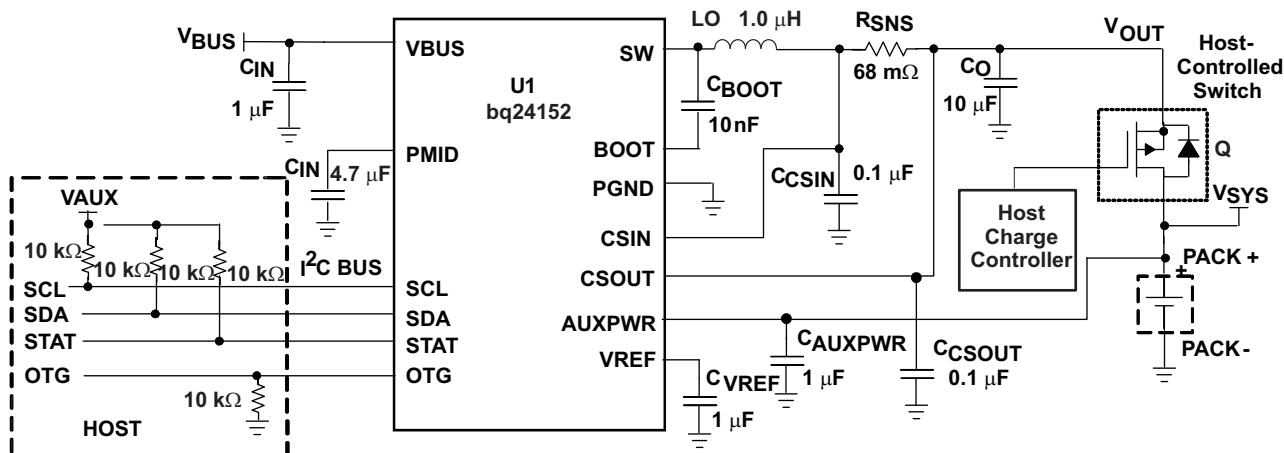 VBUS
CIN
1 μF
CIN
4.7 μF
U1
bq24152
VBUS
PMID
SCL
SDA
STAT
OTG
SW
BOOT
PGND
CSIN
CSOUT
AUXPWR
VREF
LO 1.0 μH
RSNS
68 mΩ
CBOOT
10nF
CO
10 μF
VOUT
Host-
Controlled
Switch
Q
VSYS
CCSIN
0.1 μF
Host
Charge
Controller
PACK +
+
PACK-
CAUXPWR
1 μF
CCSOUT
0.1 μF
CVREF
1 μF
VAUX
10 kΩ
10 kΩ
10 kΩ
I2C BUS
SCL
SDA
STAT
OTG
10 kΩ
HOST